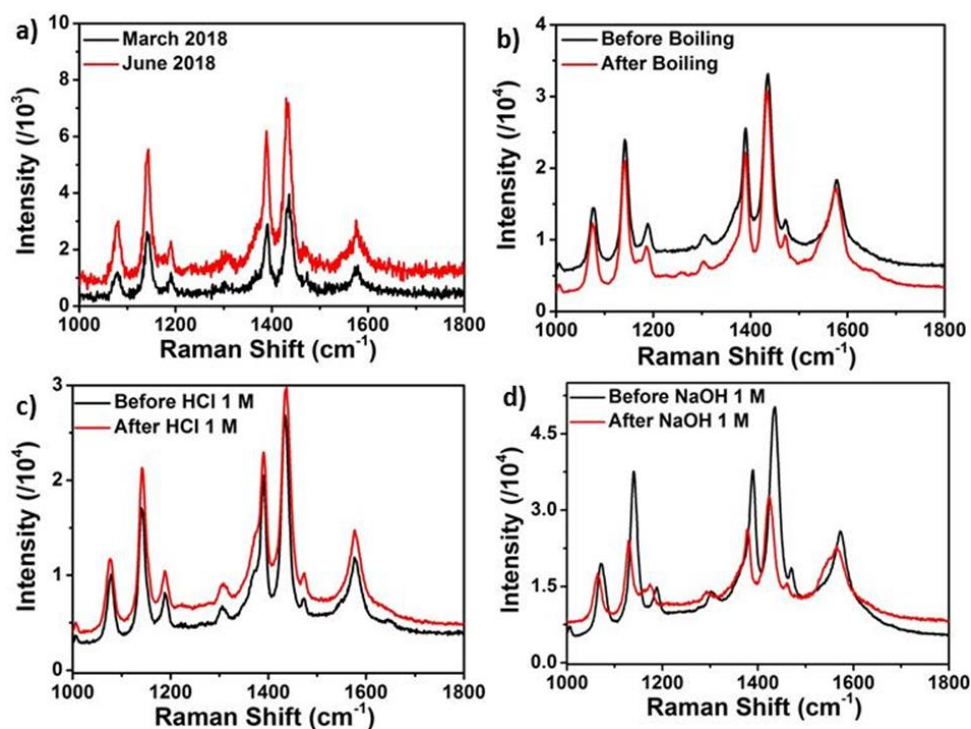 a)
March 2018
June 2018
Intensity (/10³)
10
8
6
4
2
0
1000 1200 1400 1600 1800
Raman Shift (cm⁻¹)
b)
Before Boiling
After Boiling
Intensity (/10⁴)
4
3
2
1
0
1000 1200 1400 1600 1800
Raman Shift (cm⁻¹)
c)
Before HCl 1 M
After HCl 1 M
Intensity (/10⁴)
3
2
1
0
1000 1200 1400 1600 1800
Raman Shift (cm⁻¹)
d)
Before NaOH 1 M
After NaOH 1 M
Intensity (/10⁴)
4.5
3.0
1.5
0.0
1000 1200 1400 1600 1800
Raman Shift (cm⁻¹)